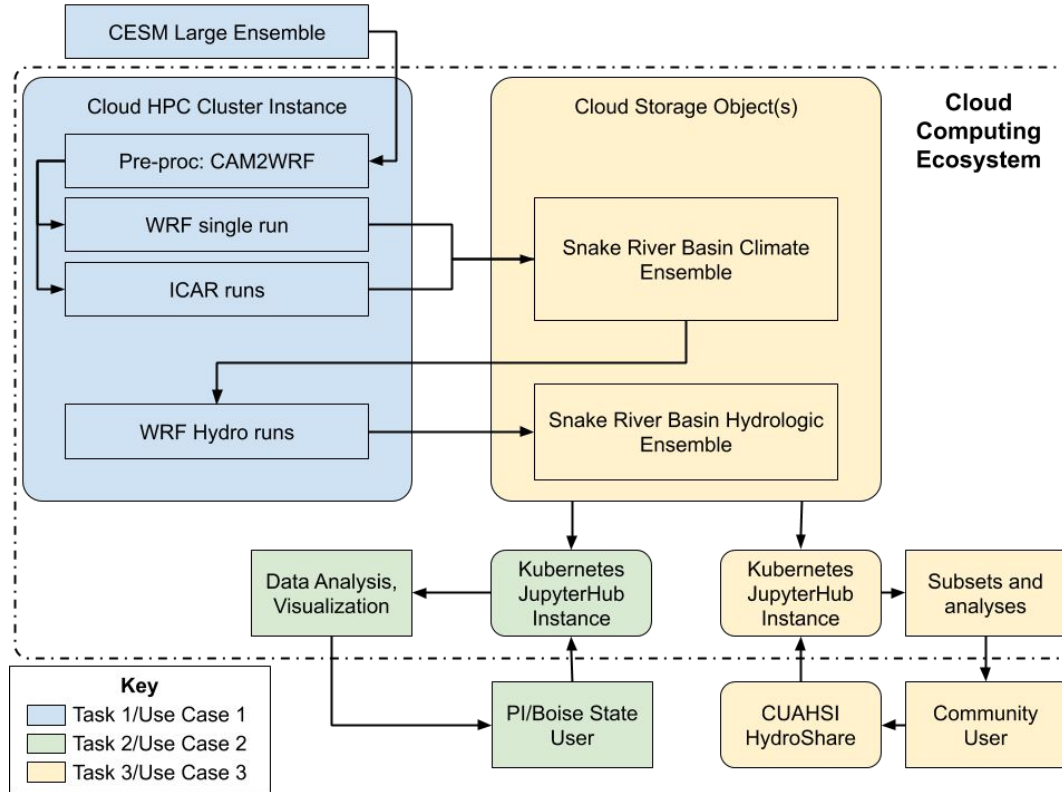 CESM Large Ensemble
Cloud HPC Cluster Instance
Pre-proc: CAM2WRF
WRF single run
ICAR runs
WRF Hydro runs
Cloud Storage Object(s)
Snake River Basin Climate
Ensemble
Snake River Basin Hydrologic
Ensemble
Cloud
Computing
Ecosystem
Data Analysis,
Visualization
Kubernetes
JupyterHub
Instance
Kubernetes
JupyterHub
Instance
Subsets and
analyses
PI/Boise State
User
CUAHSI
HydroShare
Community
User
Key
Task 1/Use Case 1
Task 2/Use Case 2
Task 3/Use Case 3